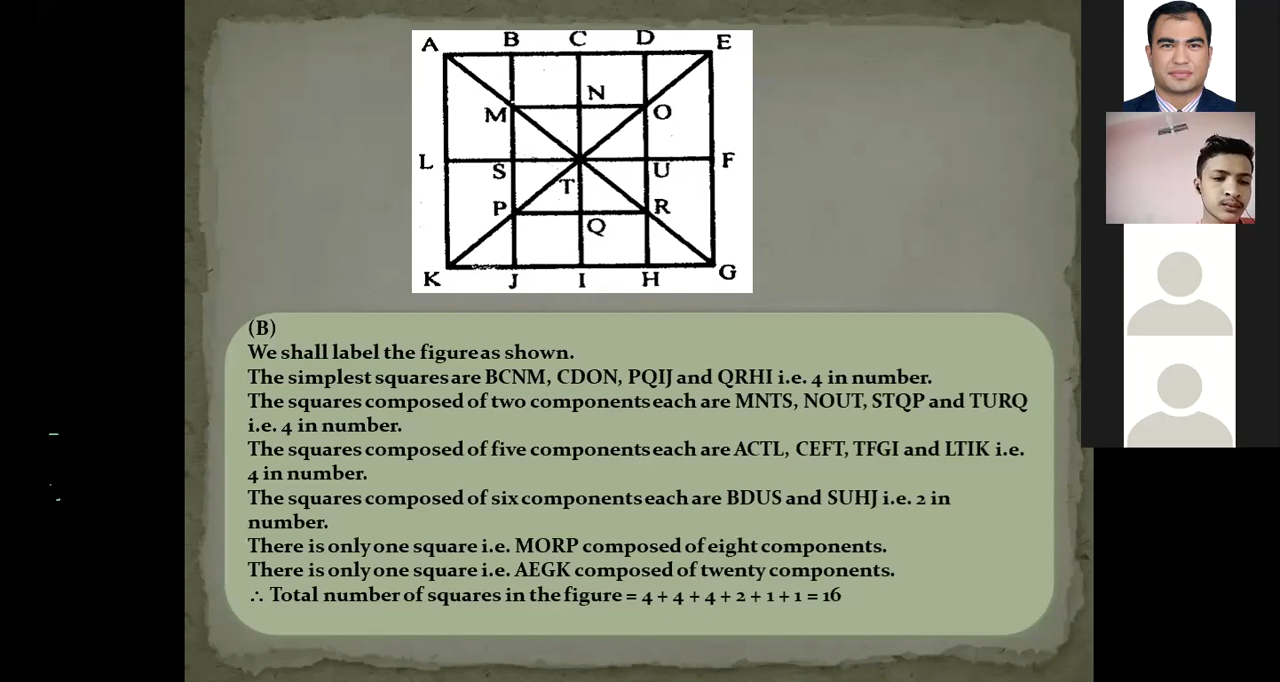 A B C D E
N
M O
L F
S U
T
P R
Q
K J I H G
(B)
We shall label the figure as shown.
The simplest squares are BCNM, CDON, PQIJ and QRHI i.e. 4 in number.
The squares composed of two components each are MNTS, NOUT, STQP and TURQ
i.e. 4 in number.
The squares composed of five components each are ACTL, CEFT, TFGI and LTIK i.e.
4 in number.
The squares composed of six components each are BDUS and SUHJ i.e. 2 in
number.
There is only one square i.e. MORP composed of eight components.
There is only one square i.e. AEGK composed of twenty components.
∴ Total number of squares in the figure = 4 + 4 + 4 + 2 + 1 + 1 = 16